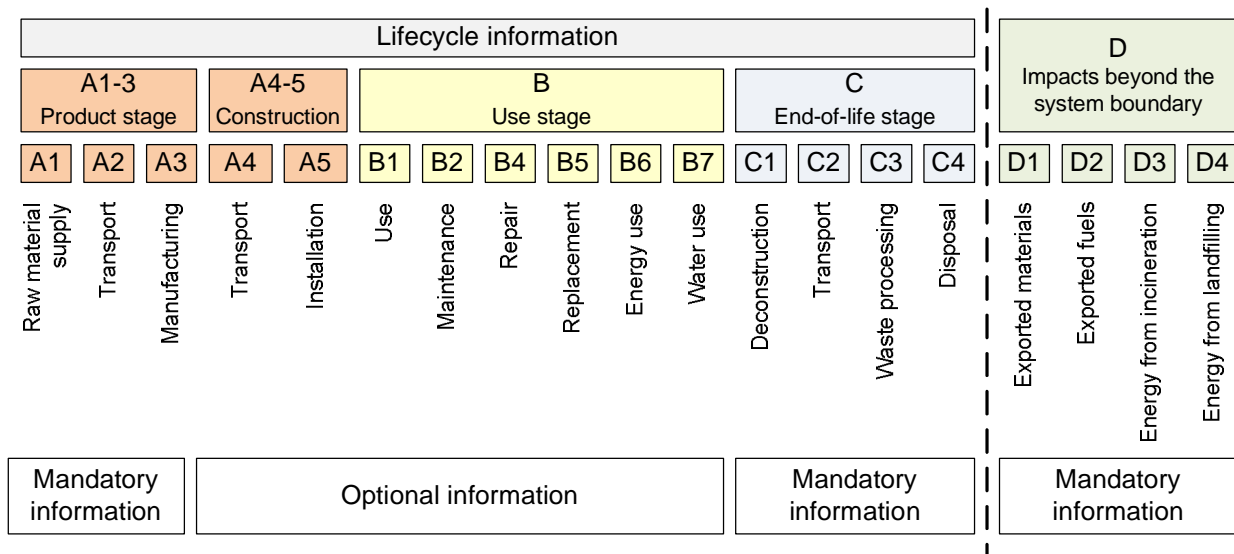 Lifecycle information
D
Impacts beyond the
system boundary
A1-3
Product stage
A4-5
Construction
B
Use stage
C
End-of-life stage
A1
A2
A3
A4
A5
B1
B2
B4
B5
B6
B7
C1
C2
C3
C4
D1
D2
D3
D4
Raw material
supply
Transport
Manufacturing
Transport
Installation
Use
Maintenance
Repair
Replacement
Energy use
Water use
Deconstruction
Transport
Waste processing
Disposal
Exported materials
Exported fuels
Energy from incineration
Energy from landfilling
Mandatory
information
Optional information
Mandatory
information
Mandatory
information